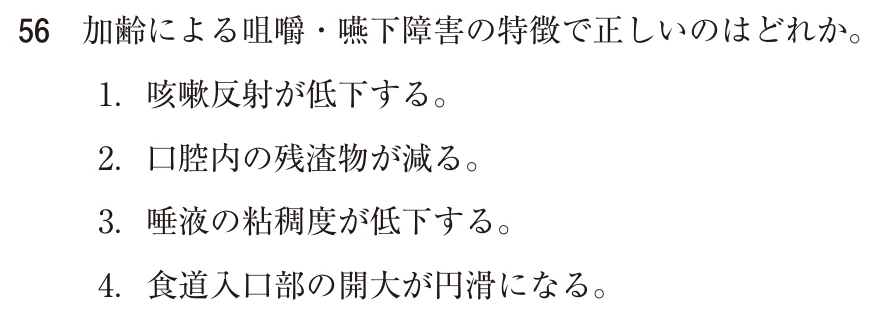 56 加齢による咀嚼・嚥下障害の特徴で正しいのはどれか。
1. 咳嗽反射が低下する。
2. 口腔内の残渣物が減る。
3. 唾液の粘稠度が低下する。
4. 食道入口部の開大が円滑になる。